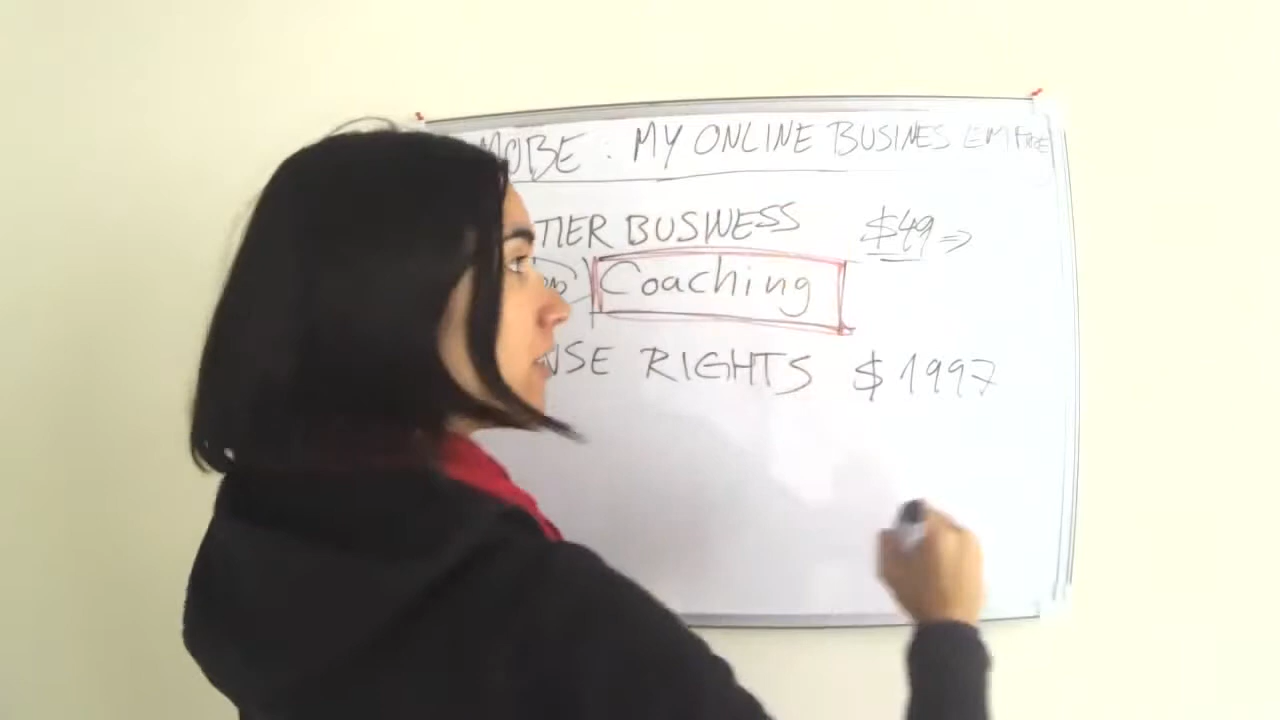 MOBE : MY ONLINE BUSINES EMPIRE
TIER BUSINESS $49 ⇒
Coaching
NSE RIGHTS $1997